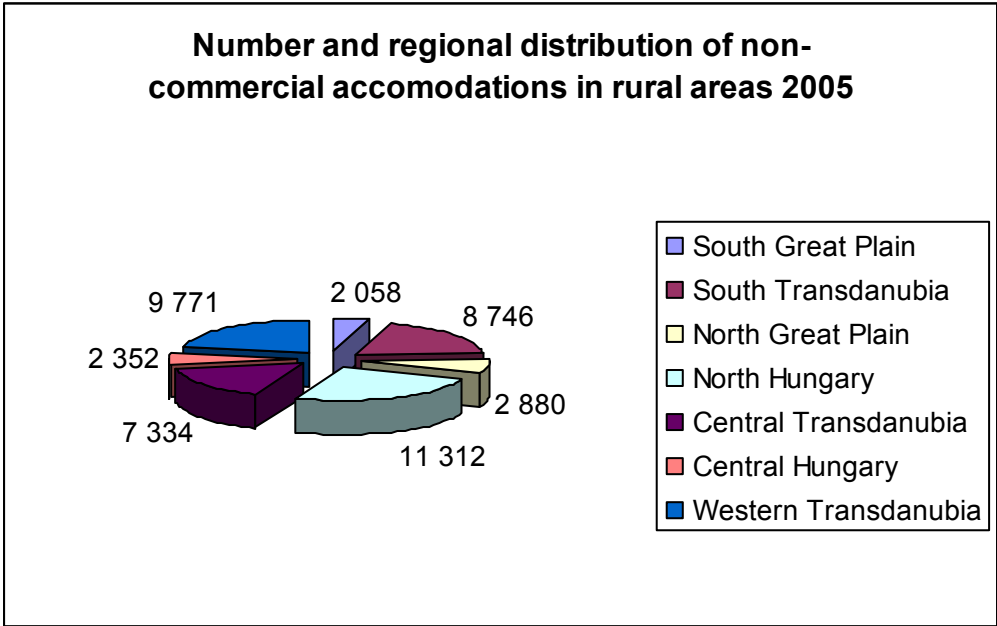 Number and regional distribution of non-
commercial accomodations in rural areas 2005
9 771
2 058
8 746
2 352
2 880
7 334
11 312
South Great Plain
South Transdanubia
North Great Plain
North Hungary
Central Transdanubia
Central Hungary
Western Transdanubia